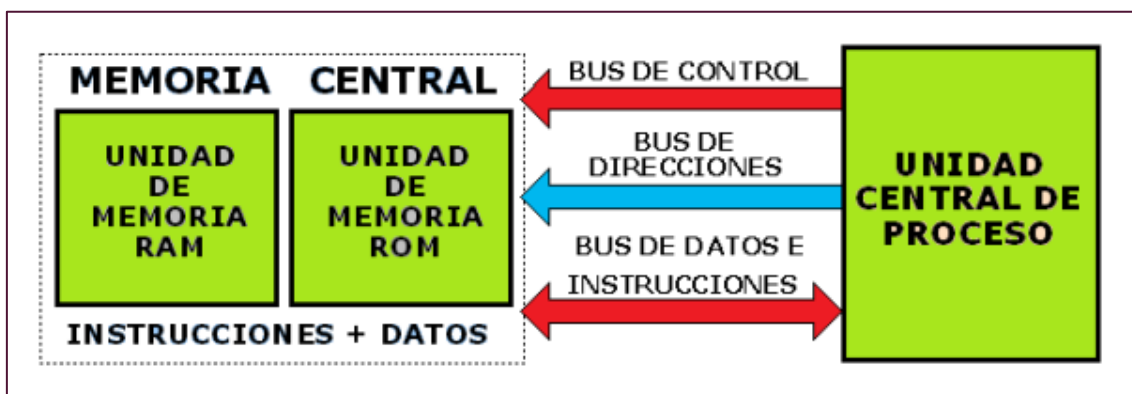 MEMORIA CENTRAL
UNIDAD
DE
MEMORIA
RAM
UNIDAD
DE
MEMORIA
ROM
INSTRUCCIONES + DATOS
BUS DE CONTROL
BUS DE
DIRECCIONES
BUS DE DATOS E
INSTRUCCIONES
UNIDAD
CENTRAL DE
PROCESO